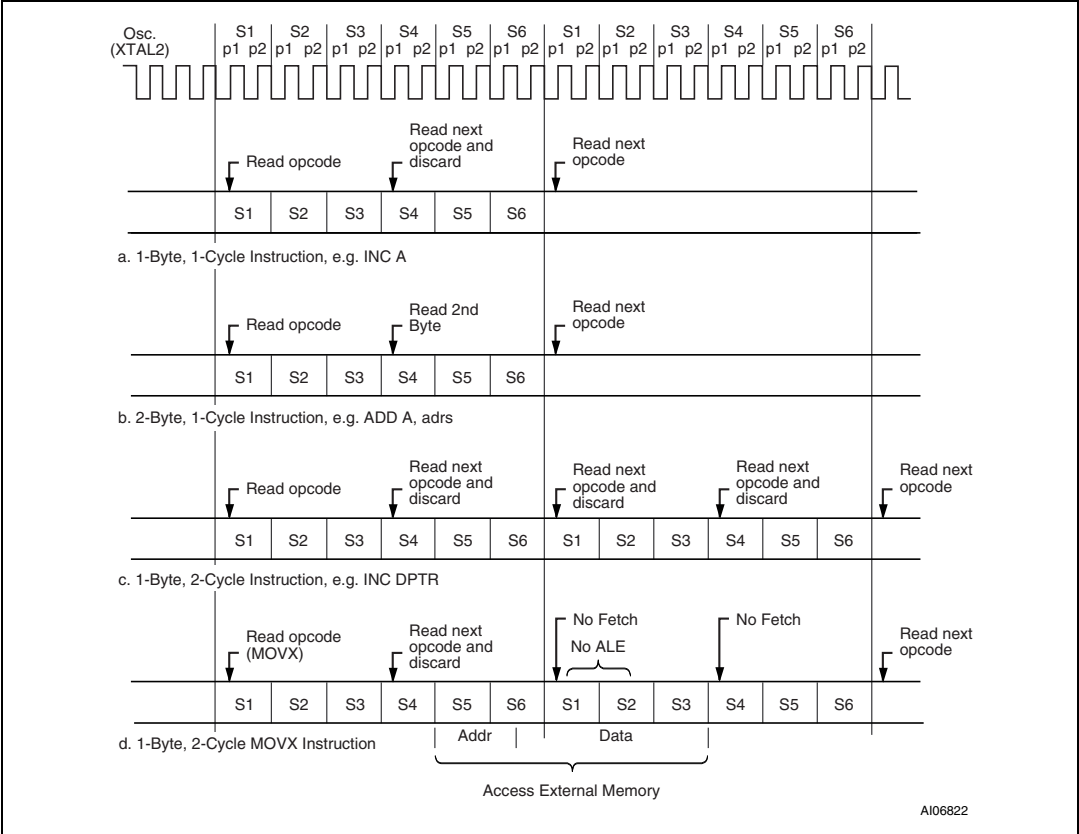 Osc.
(XTAL2)
S1 S2 S3 S4 S5 S6 S1 S2 S3 S4 S5 S6
p1 p2 p1 p2 p1 p2 p1 p2 p1 p2 p1 p2 p1 p2 p1 p2 p1 p2 p1 p2 p1 p2 p1 p2
Read opcode
Read next
opcode and
discard
Read next
opcode
S1 S2 S3 S4 S5 S6
a. 1-Byte, 1-Cycle Instruction, e.g. INC A
Read opcode
Read 2nd
Byte
Read next
opcode
S1 S2 S3 S4 S5 S6
b. 2-Byte, 1-Cycle Instruction, e.g. ADD A, adrs
Read opcode
Read next
opcode and
discard
Read next
opcode and
discard
Read next
opcode and
discard
Read next
opcode
S1 S2 S3 S4 S5 S6 S1 S2 S3 S4 S5 S6
c. 1-Byte, 2-Cycle Instruction, e.g. INC DPTR
Read opcode
(MOVX)
Read next
opcode and
discard
No Fetch
No ALE
No Fetch
Read next
opcode
S1 S2 S3 S4 S5 S6 S1 S2 S3 S4 S5 S6
d. 1-Byte, 2-Cycle MOVX Instruction
Addr
Data
Access External Memory
AI06822